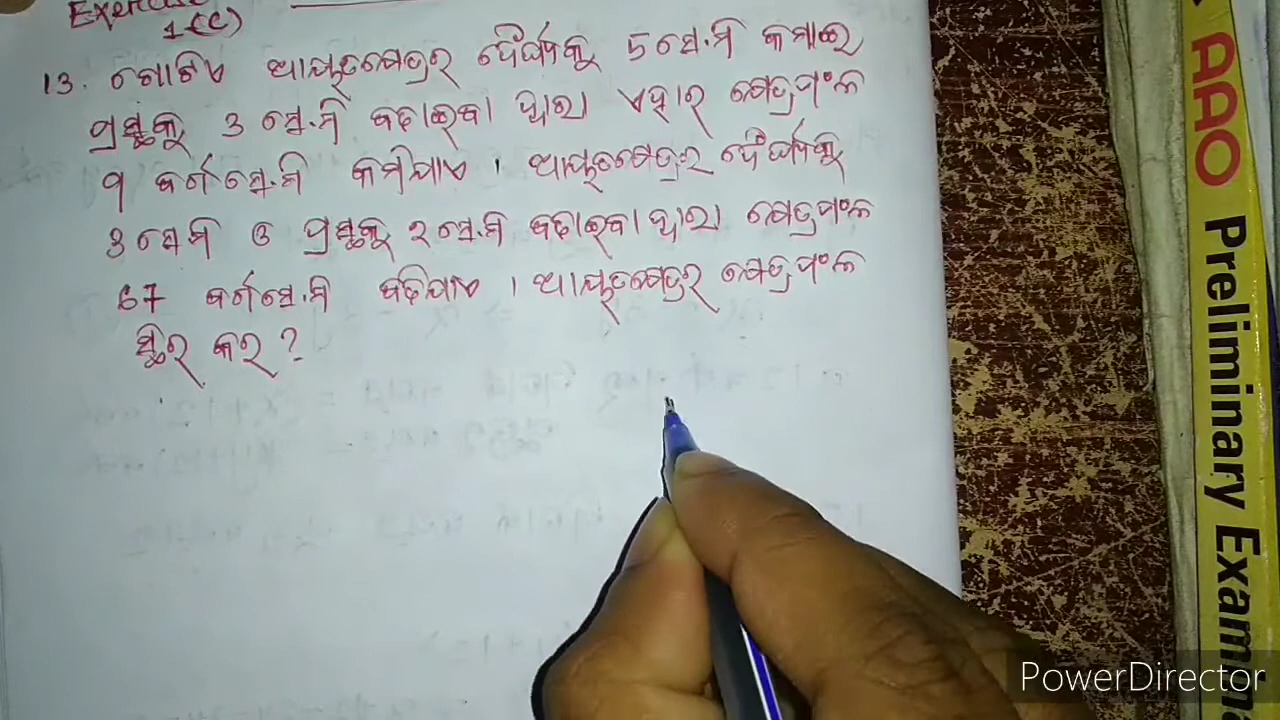 Exercise
1(c)
13. ଗୋଟିଏ ଆୟତକ୍ଷେତ୍ରର ଦୈର୍ଘ୍ୟକୁ 5 ସେ.ମି କମାଇ
ପ୍ରସ୍ଥକୁ 3 ସେ.ମି ବଢାଇବା ଦ୍ଵାରା ଏହାର କ୍ଷେତ୍ରଫଳ
9 ବର୍ଗସେ.ମି କମିଯାଏ । ଆୟତକ୍ଷେତ୍ରର ଦୈର୍ଘ୍ୟକୁ
3 ସେ.ମି ଓ ପ୍ରସ୍ଥକୁ 2 ସେ.ମି ବଢାଇବା ଦ୍ଵାରା କ୍ଷେତ୍ରଫଳ
67 ବର୍ଗସେ.ମି ବଢିଯାଏ । ଆୟତକ୍ଷେତ୍ରର କ୍ଷେତ୍ରଫଳ
ସ୍ଥିର କର ?
AAO Preliminary Examin
PowerDirector